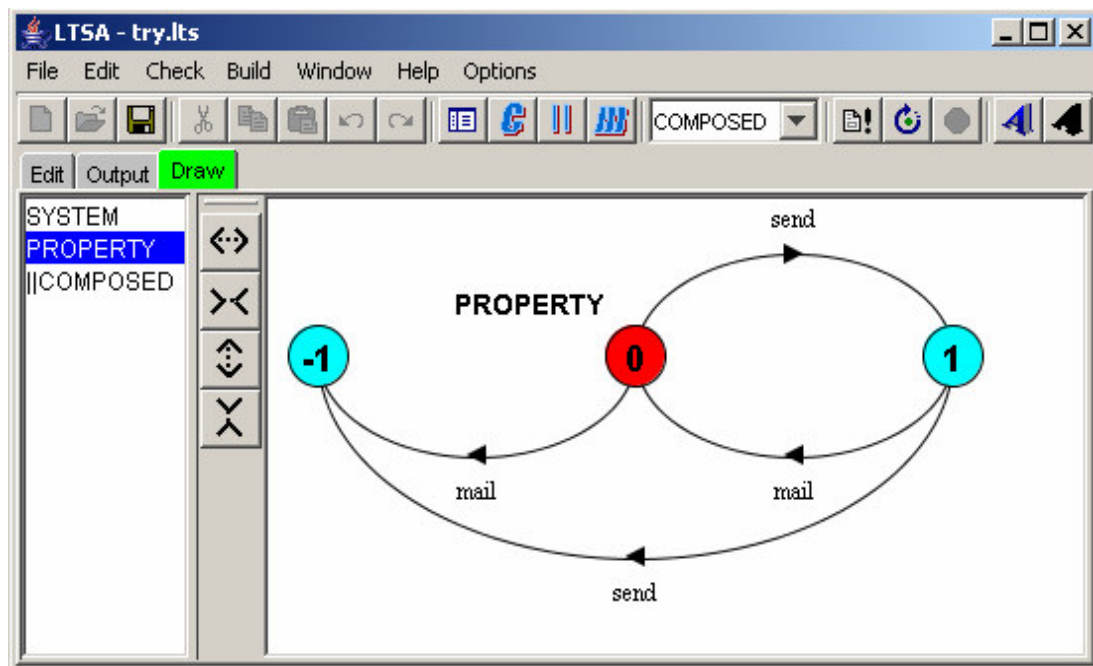 LTSA - try.lts
File Edit Check Build Window Help Options
COMPOSED
Edit Output Draw
SYSTEM
PROPERTY
||COMPOSED
send
PROPERTY
-1 0 1
mail mail
send